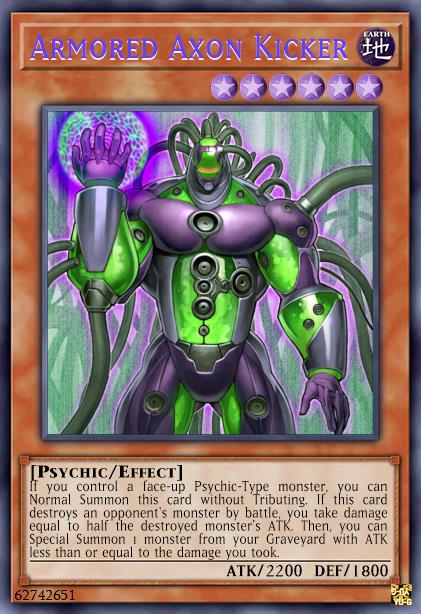 Armored Axon Kicker
EARTH
地
[Psychic/Effect]
If you control a face-up Psychic-Type monster, you can
Normal Summon this card without Tributing. If this card
destroys an opponent's monster by battle, you take damage
equal to half the destroyed monster's ATK. Then, you can
Special Summon 1 monster from your Graveyard with ATK
less than or equal to the damage you took.
ATK/2200 DEF/1800
62742651